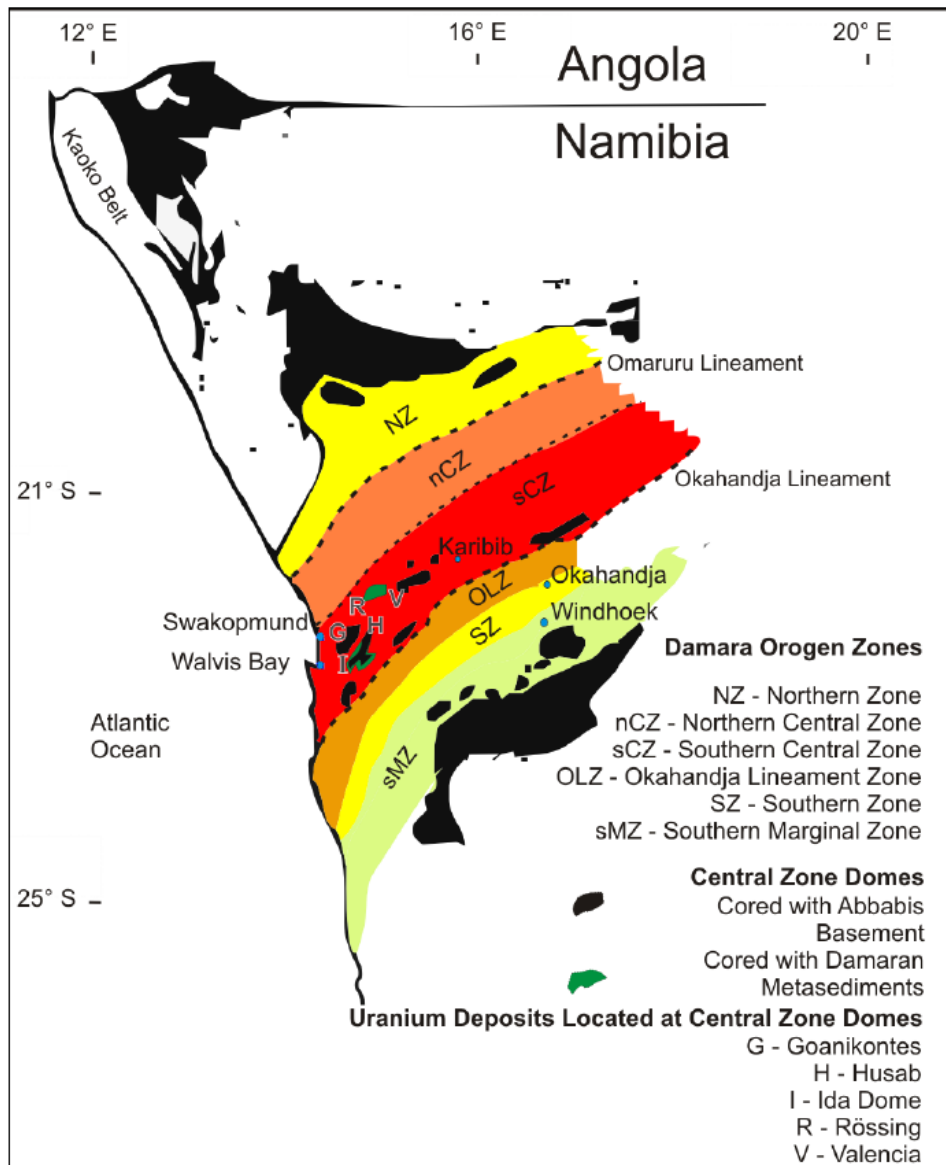 12° E
16° E
20° E
Angola
Namibia
Kaoko Belt
Omaruru Lineament
NZ
nCZ
21° S
sCZ
Okahandja Lineament
Karibib
OLZ
Okahandja
V
R
Swakopmund
G
H
SZ
Windhoek
Walvis Bay
I
Damara Orogen Zones
Atlantic
Ocean
sMZ
NZ - Northern Zone
nCZ - Northern Central Zone
sCZ - Southern Central Zone
OLZ - Okahandja Lineament Zone
SZ - Southern Zone
sMZ - Southern Marginal Zone
25° S
Central Zone Domes
Cored with Abbabis
Basement
Cored with Damaran
Metasediments
Uranium Deposits Located at Central Zone Domes
G - Goanikontes
H - Husab
I - Ida Dome
R - Rössing
V - Valencia